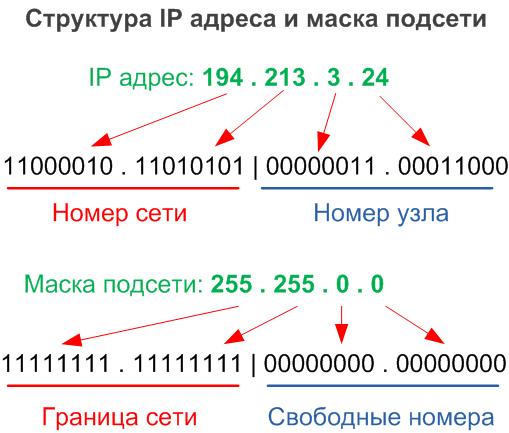 Структура IP адреса и маска подсети
IP адрес: 194 . 213 . 3 . 24
11000010 . 11010101 | 00000011 . 00011000
Номер сети Номер узла
Маска подсети: 255 . 255 . 0 . 0
11111111 . 11111111 | 00000000 . 00000000
Граница сети Свободные номера